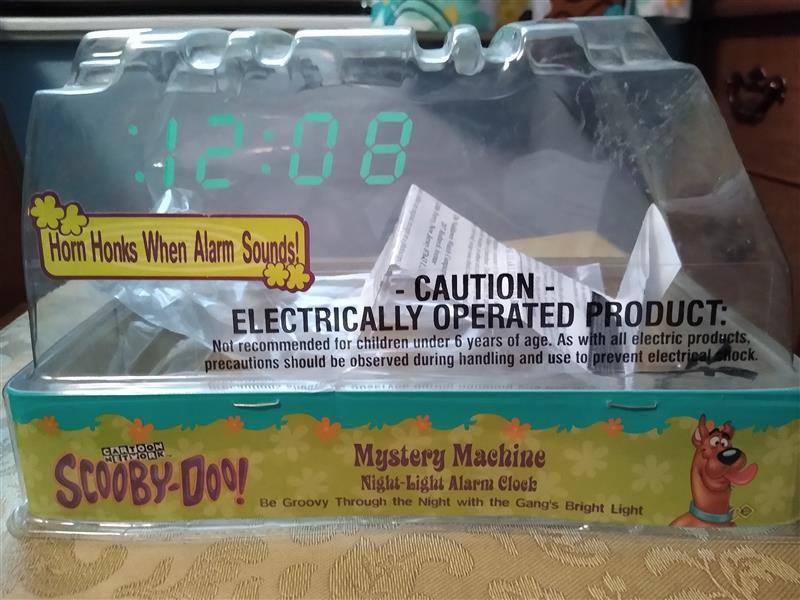 :12:08
Horn Honks When Alarm Sounds!
- CAUTION -
ELECTRICALLY OPERATED PRODUCT:
Not recommended for children under 6 years of age. As with all electric products,
precautions should be observed during handling and use to prevent electrical shock.
CARTOON
NETWORK™
SCOOBY-DOO!
Mystery Machine
Night-Light Alarm Clock
Be Groovy Through the Night with the Gang's Bright Light